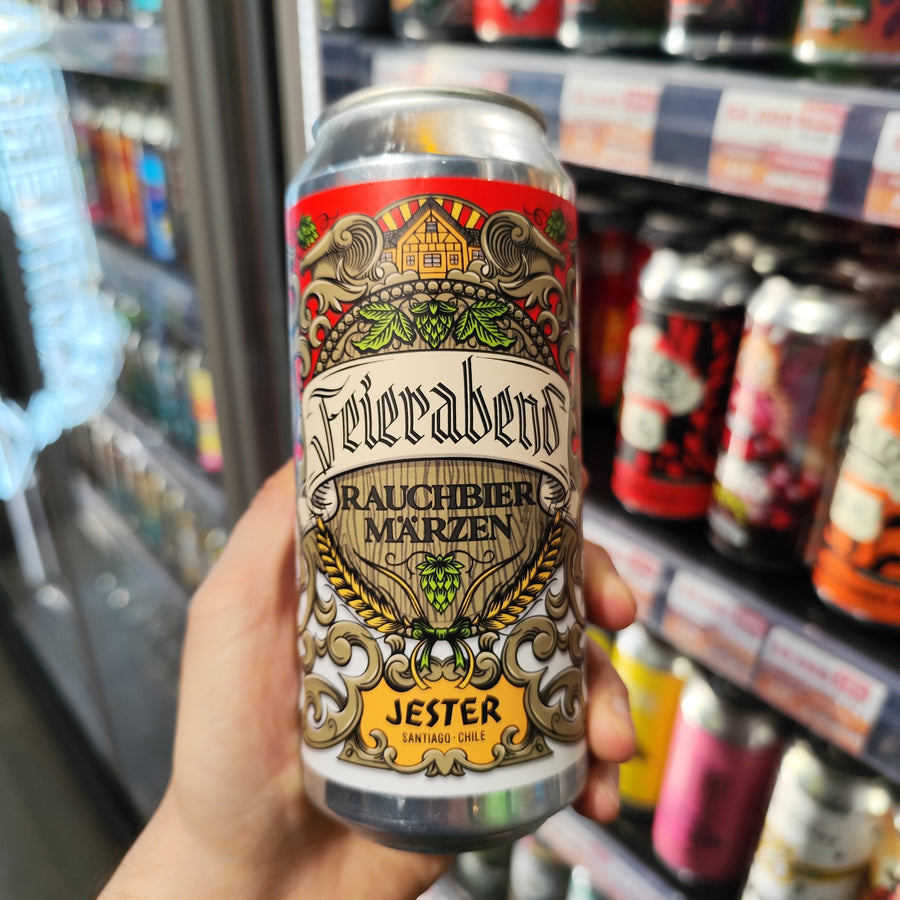 Feierabend
RAUCHBIER
MÄRZEN
JESTER
SANTIAGO · CHILE